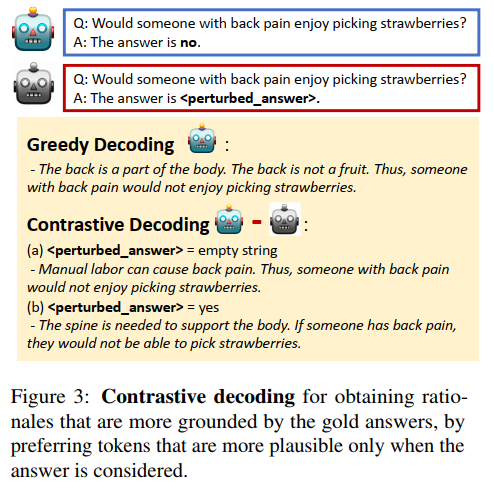 Q: Would someone with back pain enjoy picking strawberries?
A: The answer is no.
Q: Would someone with back pain enjoy picking strawberries?
A: The answer is <perturbed_answer>.
Greedy Decoding :
- The back is a part of the body. The back is not a fruit. Thus, someone
with back pain would not enjoy picking strawberries.
Contrastive Decoding - :
(a) <perturbed_answer> = empty string
- Manual labor can cause back pain. Thus, someone with back pain
would not enjoy picking strawberries.
(b) <perturbed_answer> = yes
- The spine is needed to support the body. If someone has back pain,
they would not be able to pick strawberries.
Figure 3: Contrastive decoding for obtaining ratio-
nales that are more grounded by the gold answers, by
preferring tokens that are more plausible only when the
answer is considered.